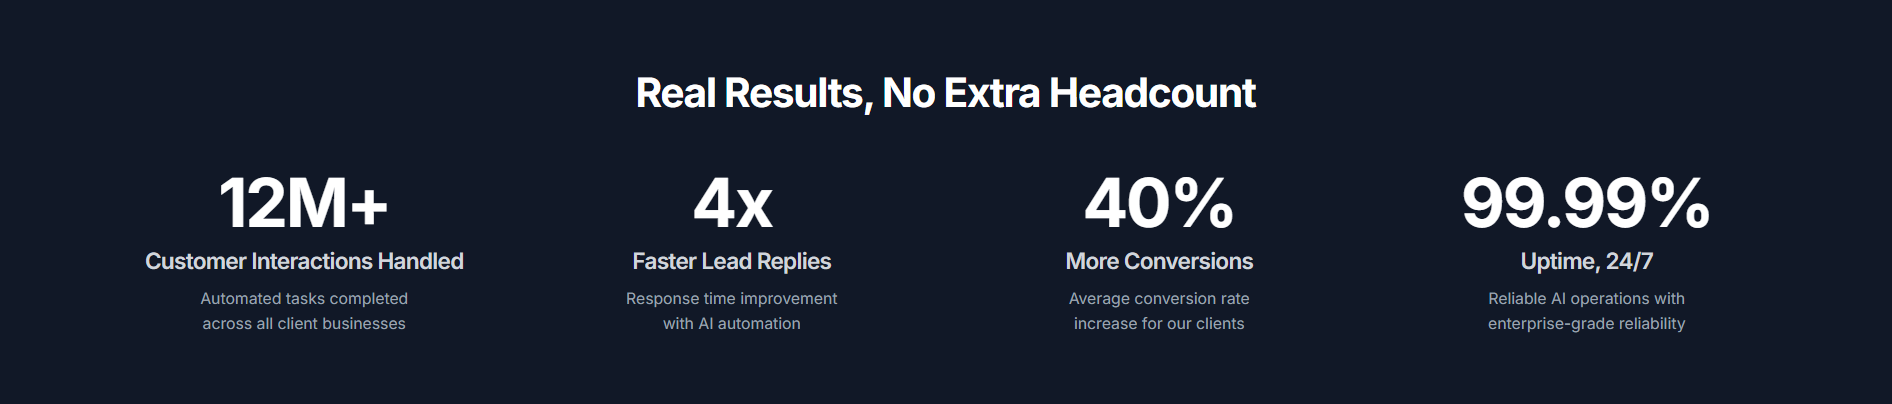 Real Results, No Extra Headcount
12M+
Customer Interactions Handled
Automated tasks completed
across all client businesses
4x
Faster Lead Replies
Response time improvement
with AI automation
40%
More Conversions
Average conversion rate
increase for our clients
99.99%
Uptime, 24/7
Reliable AI operations with
enterprise-grade reliability